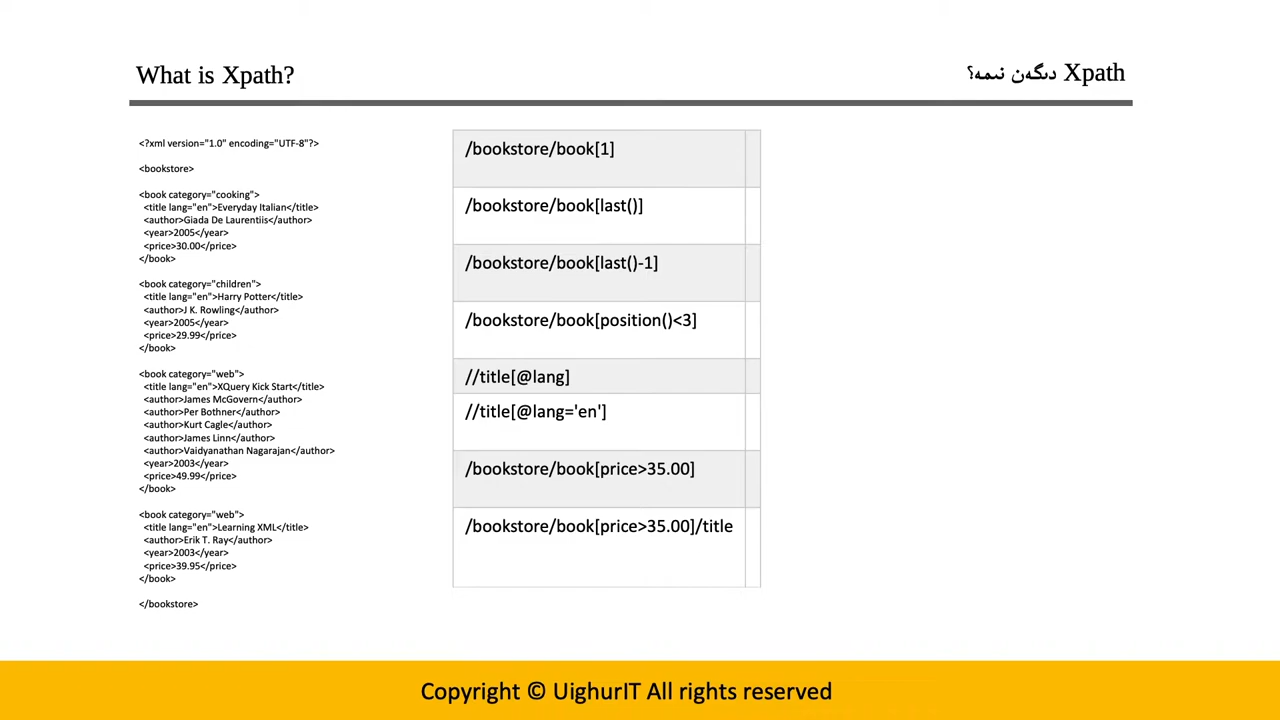 What is Xpath?
Xpath دىگەن نىمە؟
<?xml version="1.0" encoding="UTF-8"?>
<bookstore>
<book category="cooking">
<title lang="en">Everyday Italian</title>
<author>Giada De Laurentiis</author>
<year>2005</year>
<price>30.00</price>
</book>
<book category="children">
<title lang="en">Harry Potter</title>
<author>J K. Rowling</author>
<year>2005</year>
<price>29.99</price>
</book>
<book category="web">
<title lang="en">XQuery Kick Start</title>
<author>James McGovern</author>
<author>Per Bothner</author>
<author>Kurt Cagle</author>
<author>James Linn</author>
<author>Vaidyanathan Nagarajan</author>
<year>2003</year>
<price>49.99</price>
</book>
<book category="web">
<title lang="en">Learning XML</title>
<author>Erik T. Ray</author>
<year>2003</year>
<price>39.95</price>
</book>
</bookstore>
/bookstore/book[1]
/bookstore/book[last()]
/bookstore/book[last()-1]
/bookstore/book[position()<3]
//title[@lang]
//title[@lang='en']
/bookstore/book[price>35.00]
/bookstore/book[price>35.00]/title
Copyright © UighurIT All rights reserved